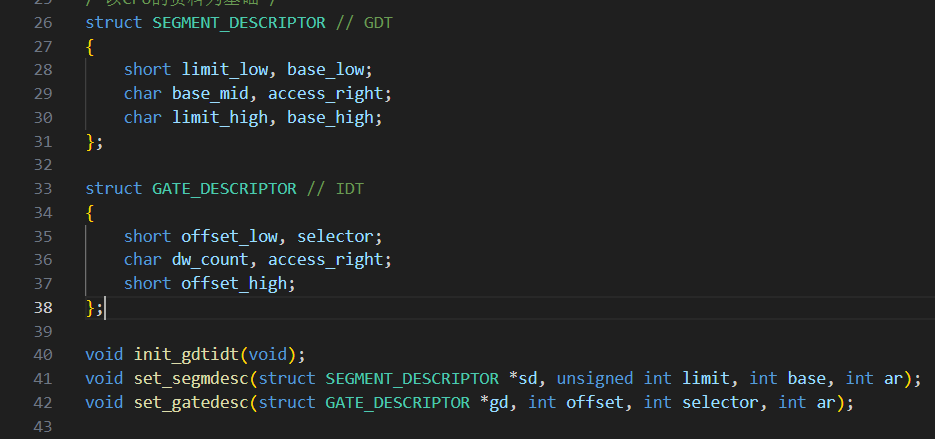 26 struct SEGMENT_DESCRIPTOR // GDT
27 {
28     short limit_low, base_low;
29     char base_mid, access_right;
30     char limit_high, base_high;
31 };
32
33 struct GATE_DESCRIPTOR // IDT
34 {
35     short offset_low, selector;
36     char dw_count, access_right;
37     short offset_high;
38 };
39
40 void init_gdtidt(void);
41 void set_segmdesc(struct SEGMENT_DESCRIPTOR *sd, unsigned int limit, int base, int ar);
42 void set_gatedesc(struct GATE_DESCRIPTOR *gd, int offset, int selector, int ar);
43